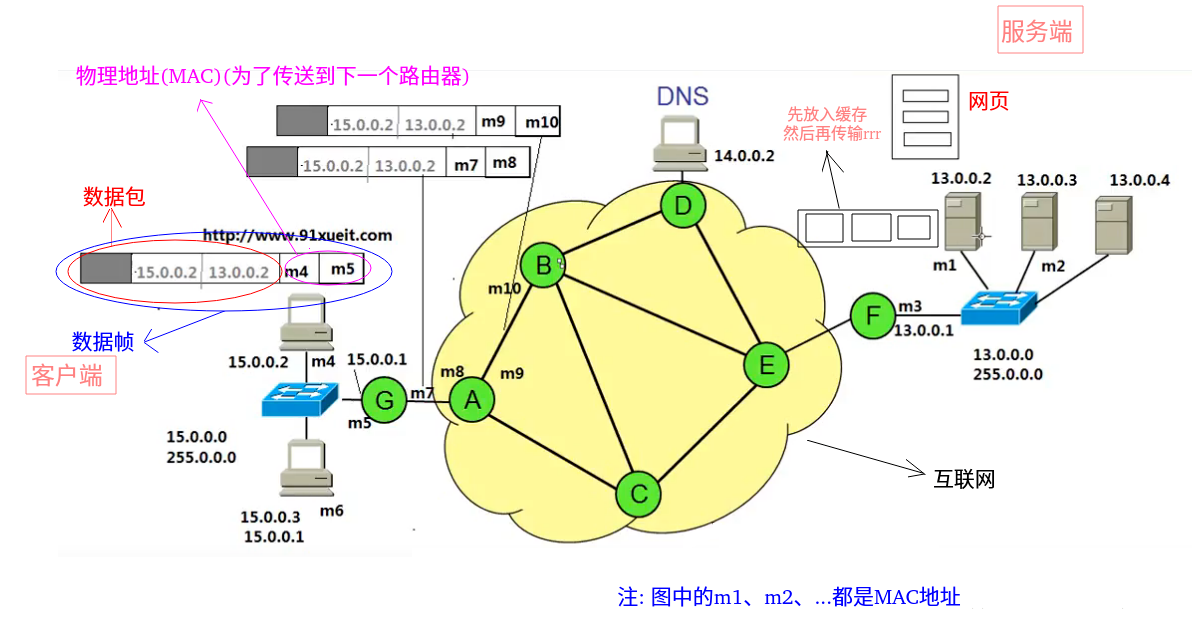 服务端
物理地址(MAC)(为了传送到下一个路由器)
DNS
网页
先放入缓存
然后再传输rrr
15.0.0.2 13.0.0.2 m9 m10
15.0.0.2 13.0.0.2 m7 m8
14.0.0.2
13.0.0.2 13.0.0.3 13.0.0.4
数据包
D
http://www.91xueit.com
15.0.0.2 13.0.0.2 m4 m5
B
m1 m2
m10
F
m3
13.0.0.1
数据帧
客户端
15.0.0.2 m4 15.0.0.1
13.0.0.0
255.0.0.0
E
m8 m9
G
m7
A
m5
15.0.0.0
255.0.0.0
互联网
C
m6
15.0.0.3
15.0.0.1
注: 图中的m1、m2、...都是MAC地址